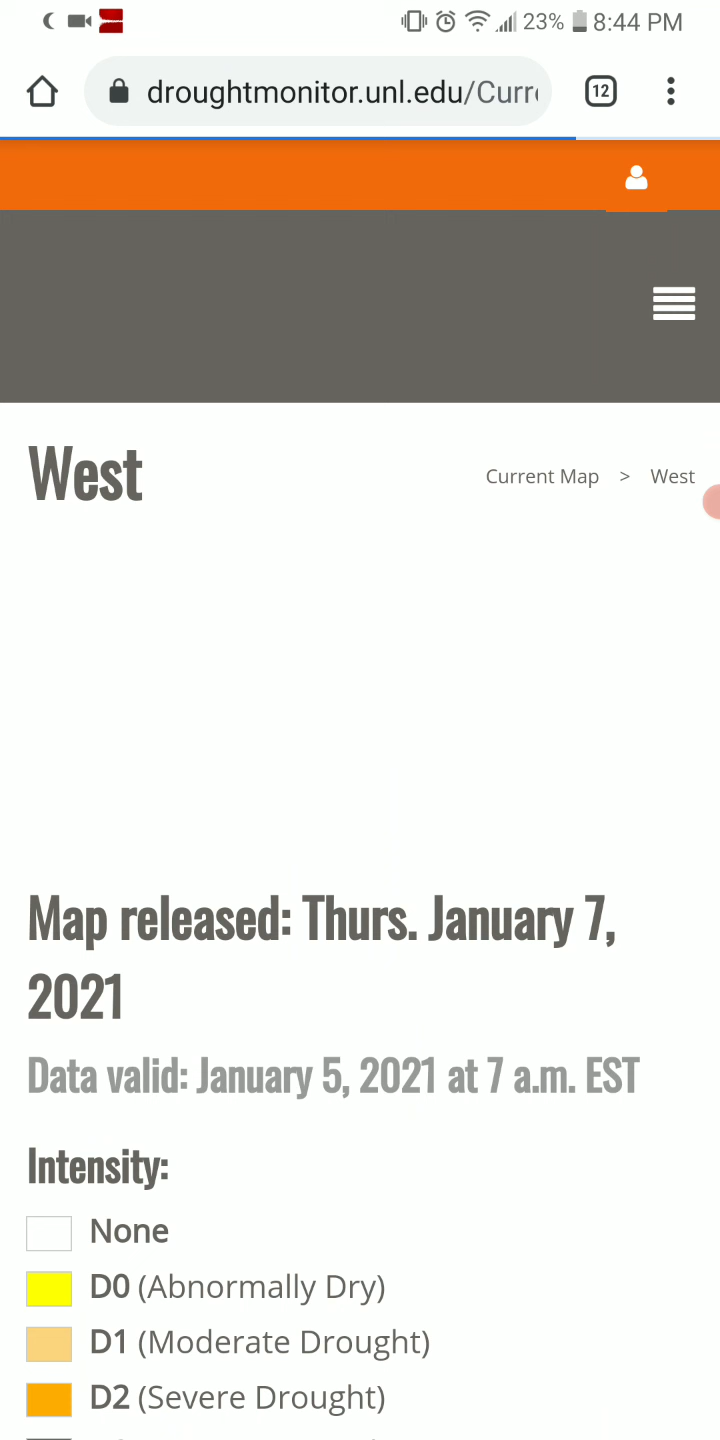 23% 8:44 PM
droughtmonitor.unl.edu/Curr
12
West
Current Map > West
Map released: Thurs. January 7,
2021
Data valid: January 5, 2021 at 7 a.m. EST
Intensity:
None
D0 (Abnormally Dry)
D1 (Moderate Drought)
D2 (Severe Drought)